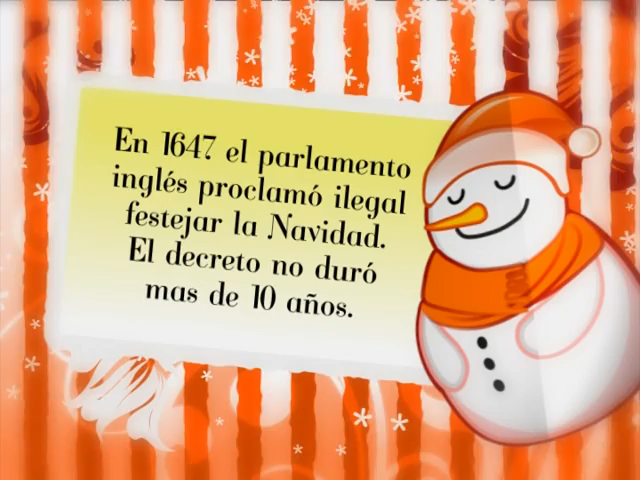 En 1647 el parlamento
inglés proclamó ilegal
festejar la Navidad.
El decreto no duró
mas de 10 años.